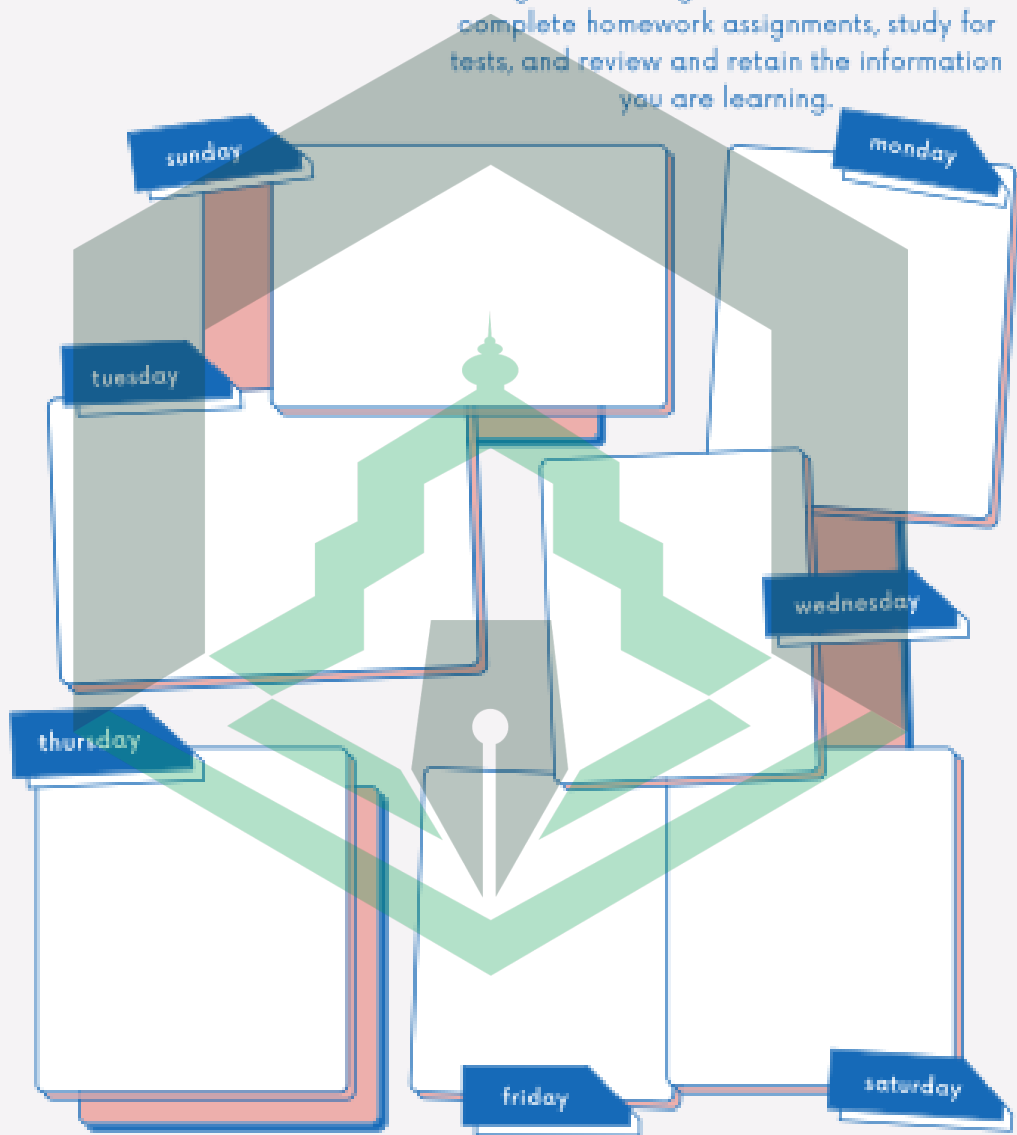 complete homework assignments, study for
tests, and review and retain the information
you are learning.
sunday
monday
tuesday
wednesday
thursday
friday
saturday